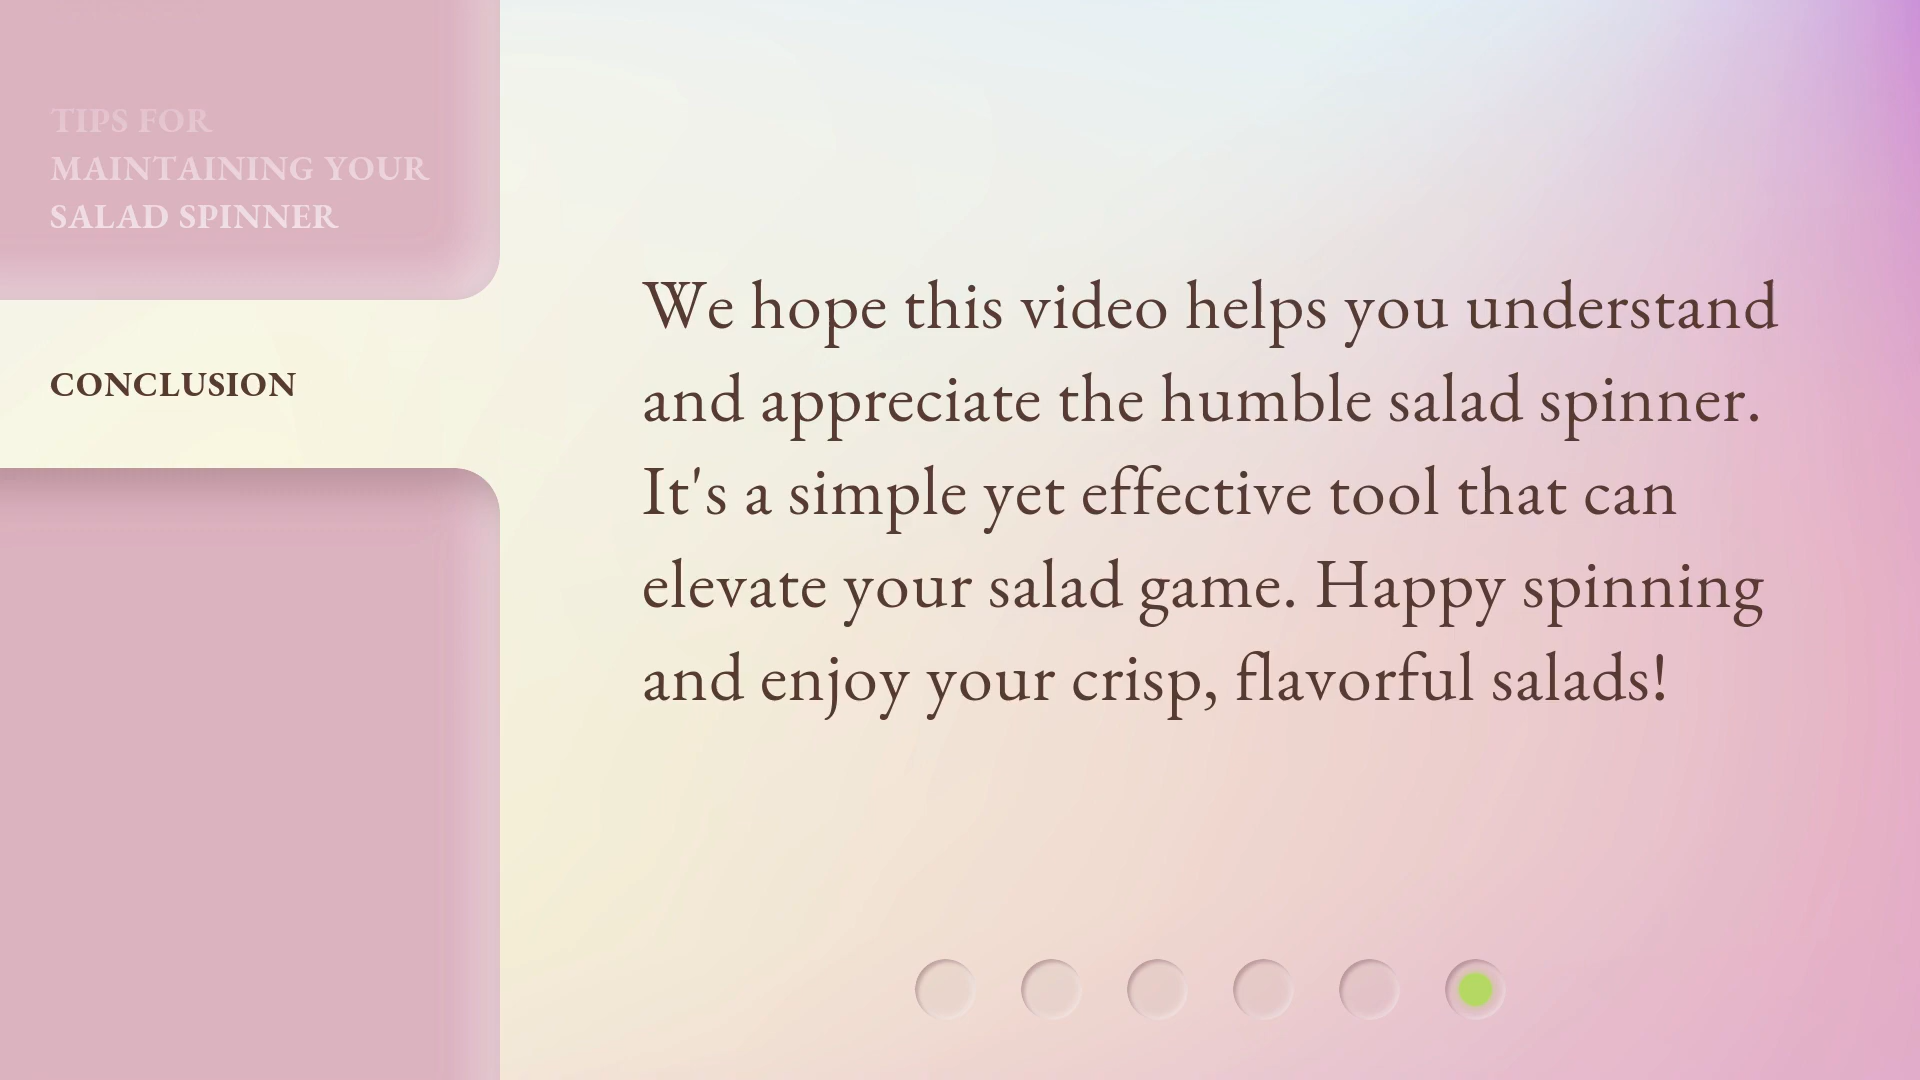 TIPS FOR
MAINTAINING YOUR
SALAD SPINNER
CONCLUSION
We hope this video helps you understand
and appreciate the humble salad spinner.
It's a simple yet effective tool that can
elevate your salad game. Happy spinning
and enjoy your crisp, flavorful salads!